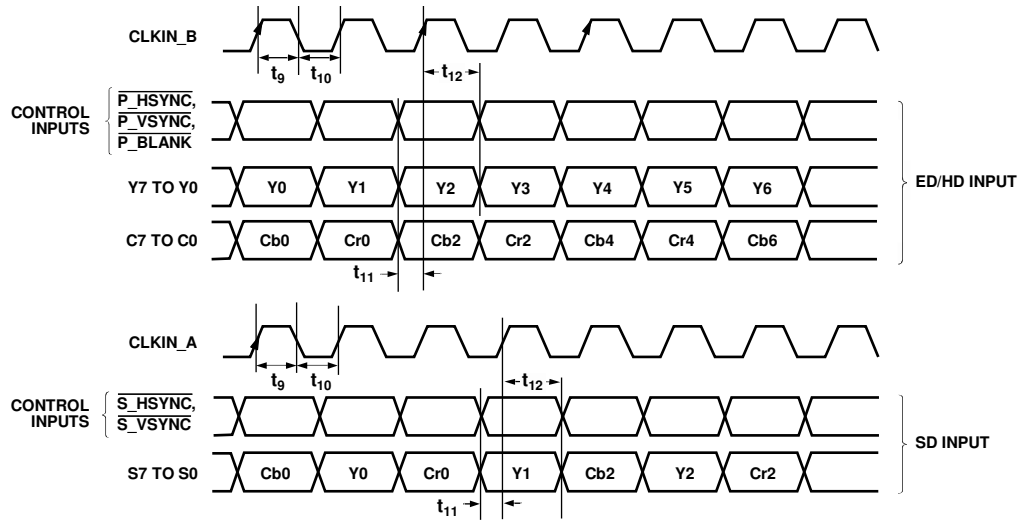 CLKIN_B
t9 t10
t12
CONTROL INPUTS
P_HSYNC,
P_VSYNC,
P_BLANK
Y7 TO Y0 Y0 Y1 Y2 Y3 Y4 Y5 Y6
ED/HD INPUT
C7 TO C0 Cb0 Cr0 Cb2 Cr2 Cb4 Cr4 Cb6
t11
CLKIN_A
t9 t10
t12
CONTROL INPUTS
S_HSYNC,
S_VSYNC
SD INPUT
S7 TO S0 Cb0 Y0 Cr0 Y1 Cb2 Y2 Cr2
t11